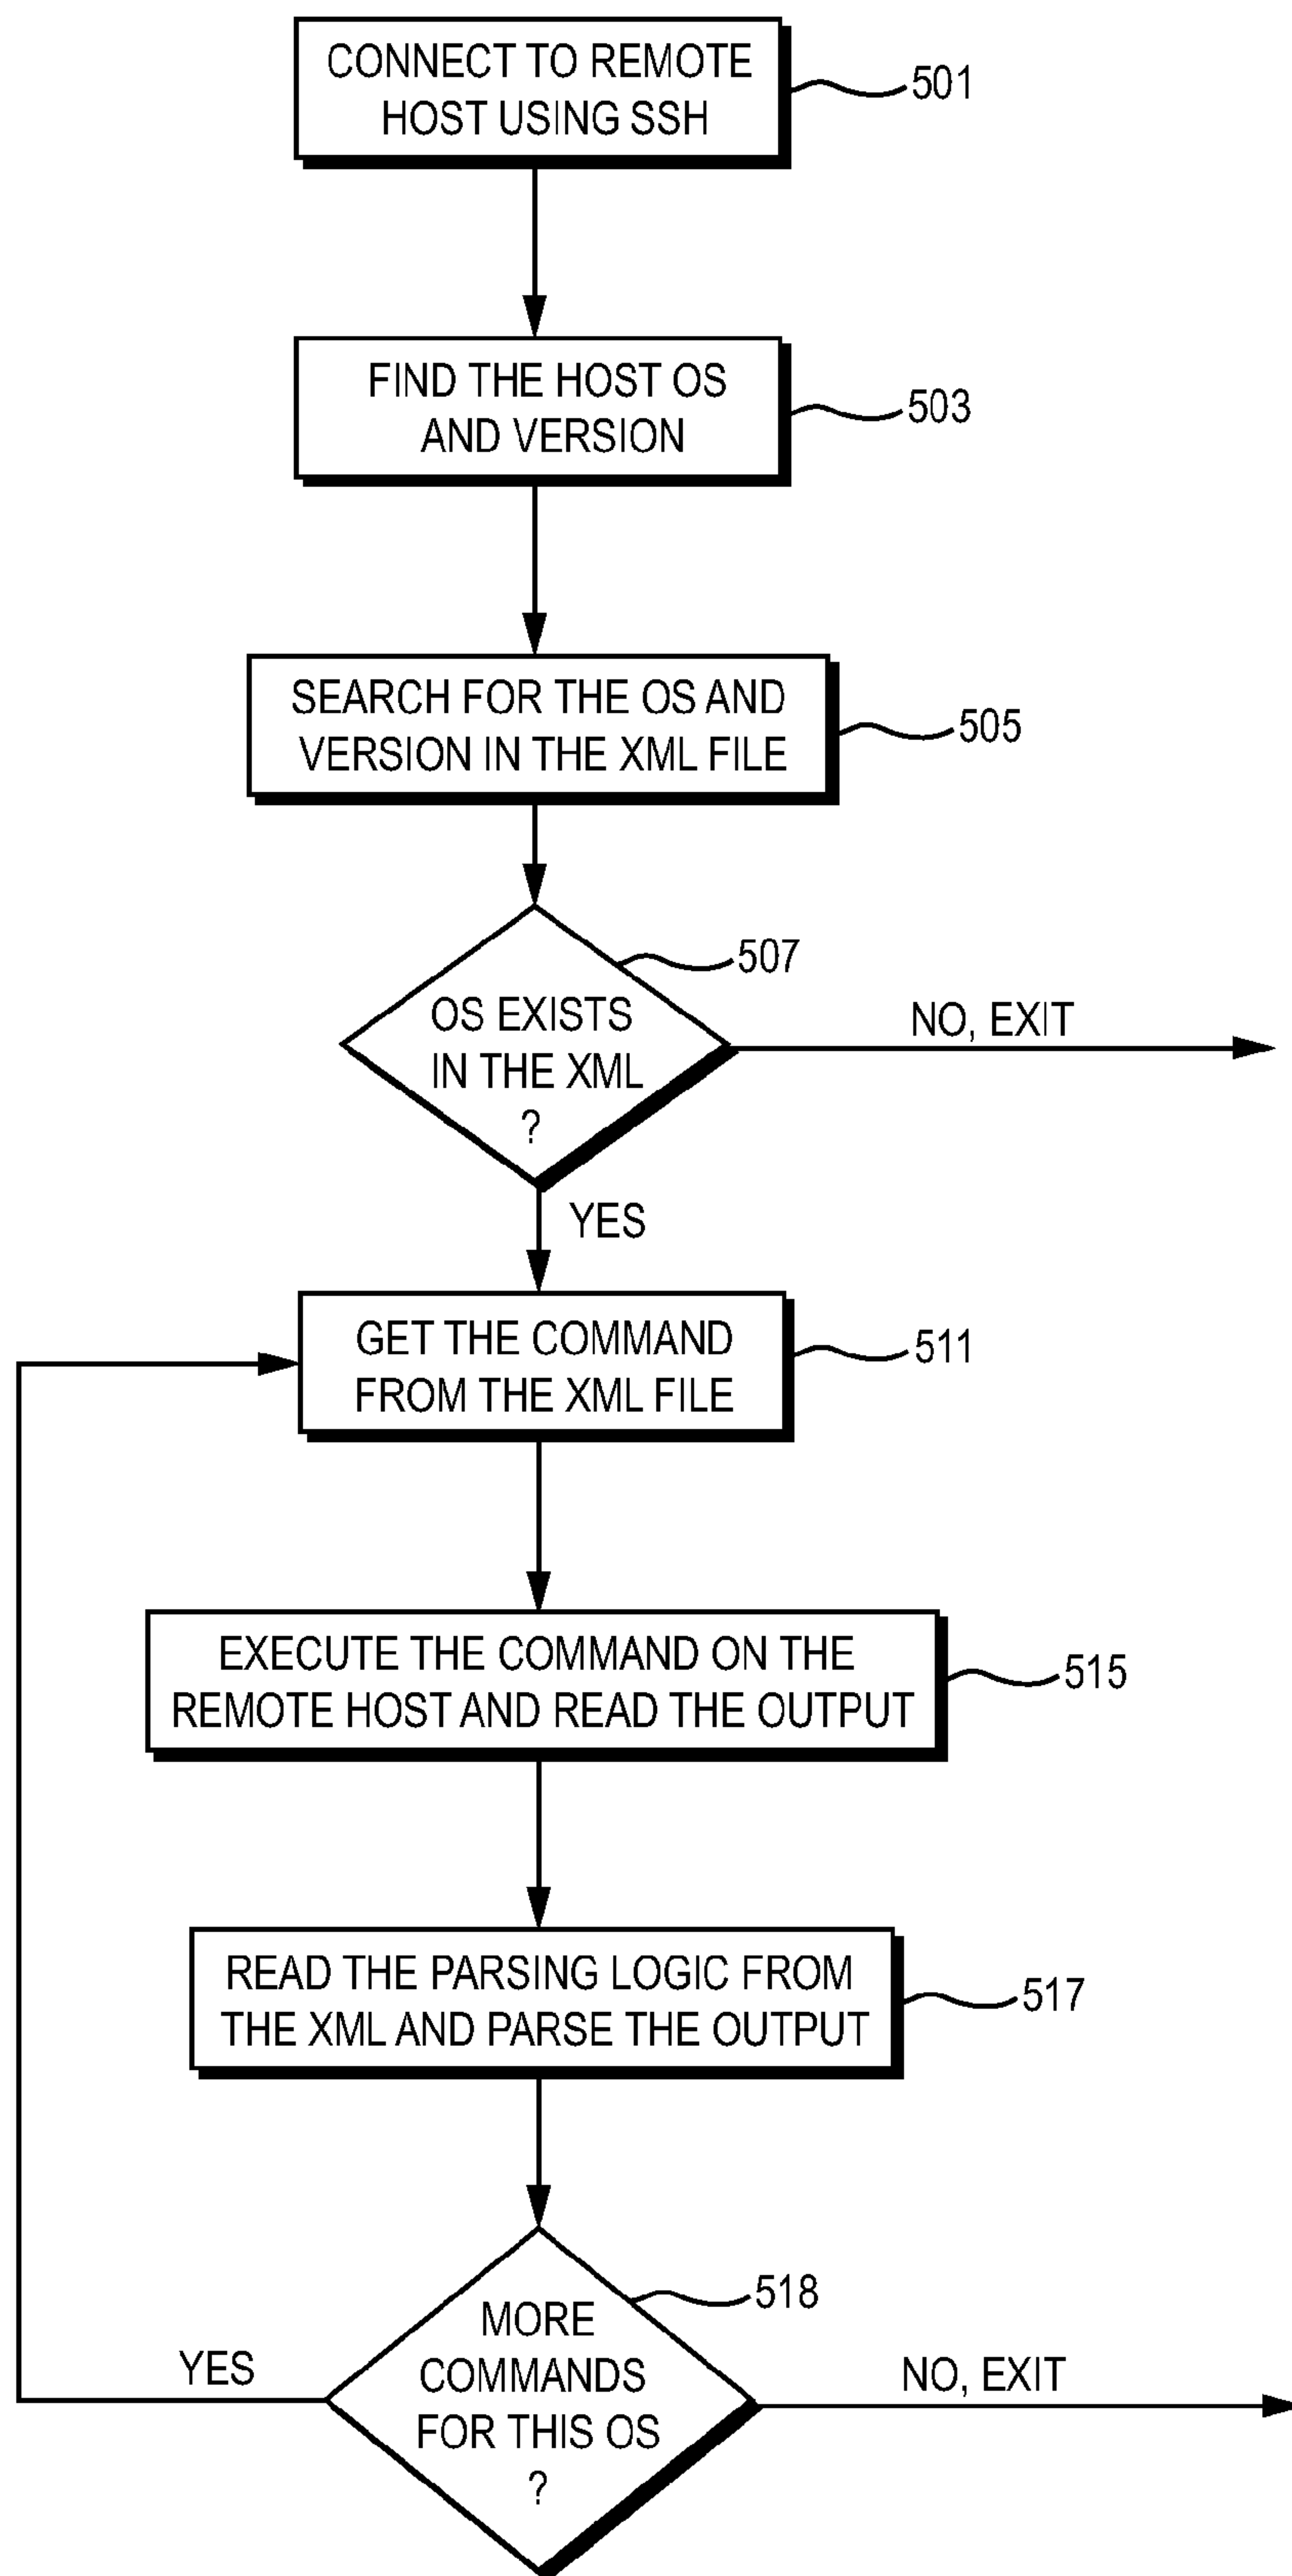 CONNECT TO REMOTE
HOST USING SSH
501
FIND THE HOST OS
AND VERSION
503
SEARCH FOR THE OS AND
VERSION IN THE XML FILE
505
507
OS EXISTS
IN THE XML
?
NO, EXIT
YES
GET THE COMMAND
FROM THE XML FILE
511
EXECUTE THE COMMAND ON THE
REMOTE HOST AND READ THE OUTPUT
515
READ THE PARSING LOGIC FROM
THE XML AND PARSE THE OUTPUT
517
518
MORE
COMMANDS
FOR THIS OS
?
YES
NO, EXIT